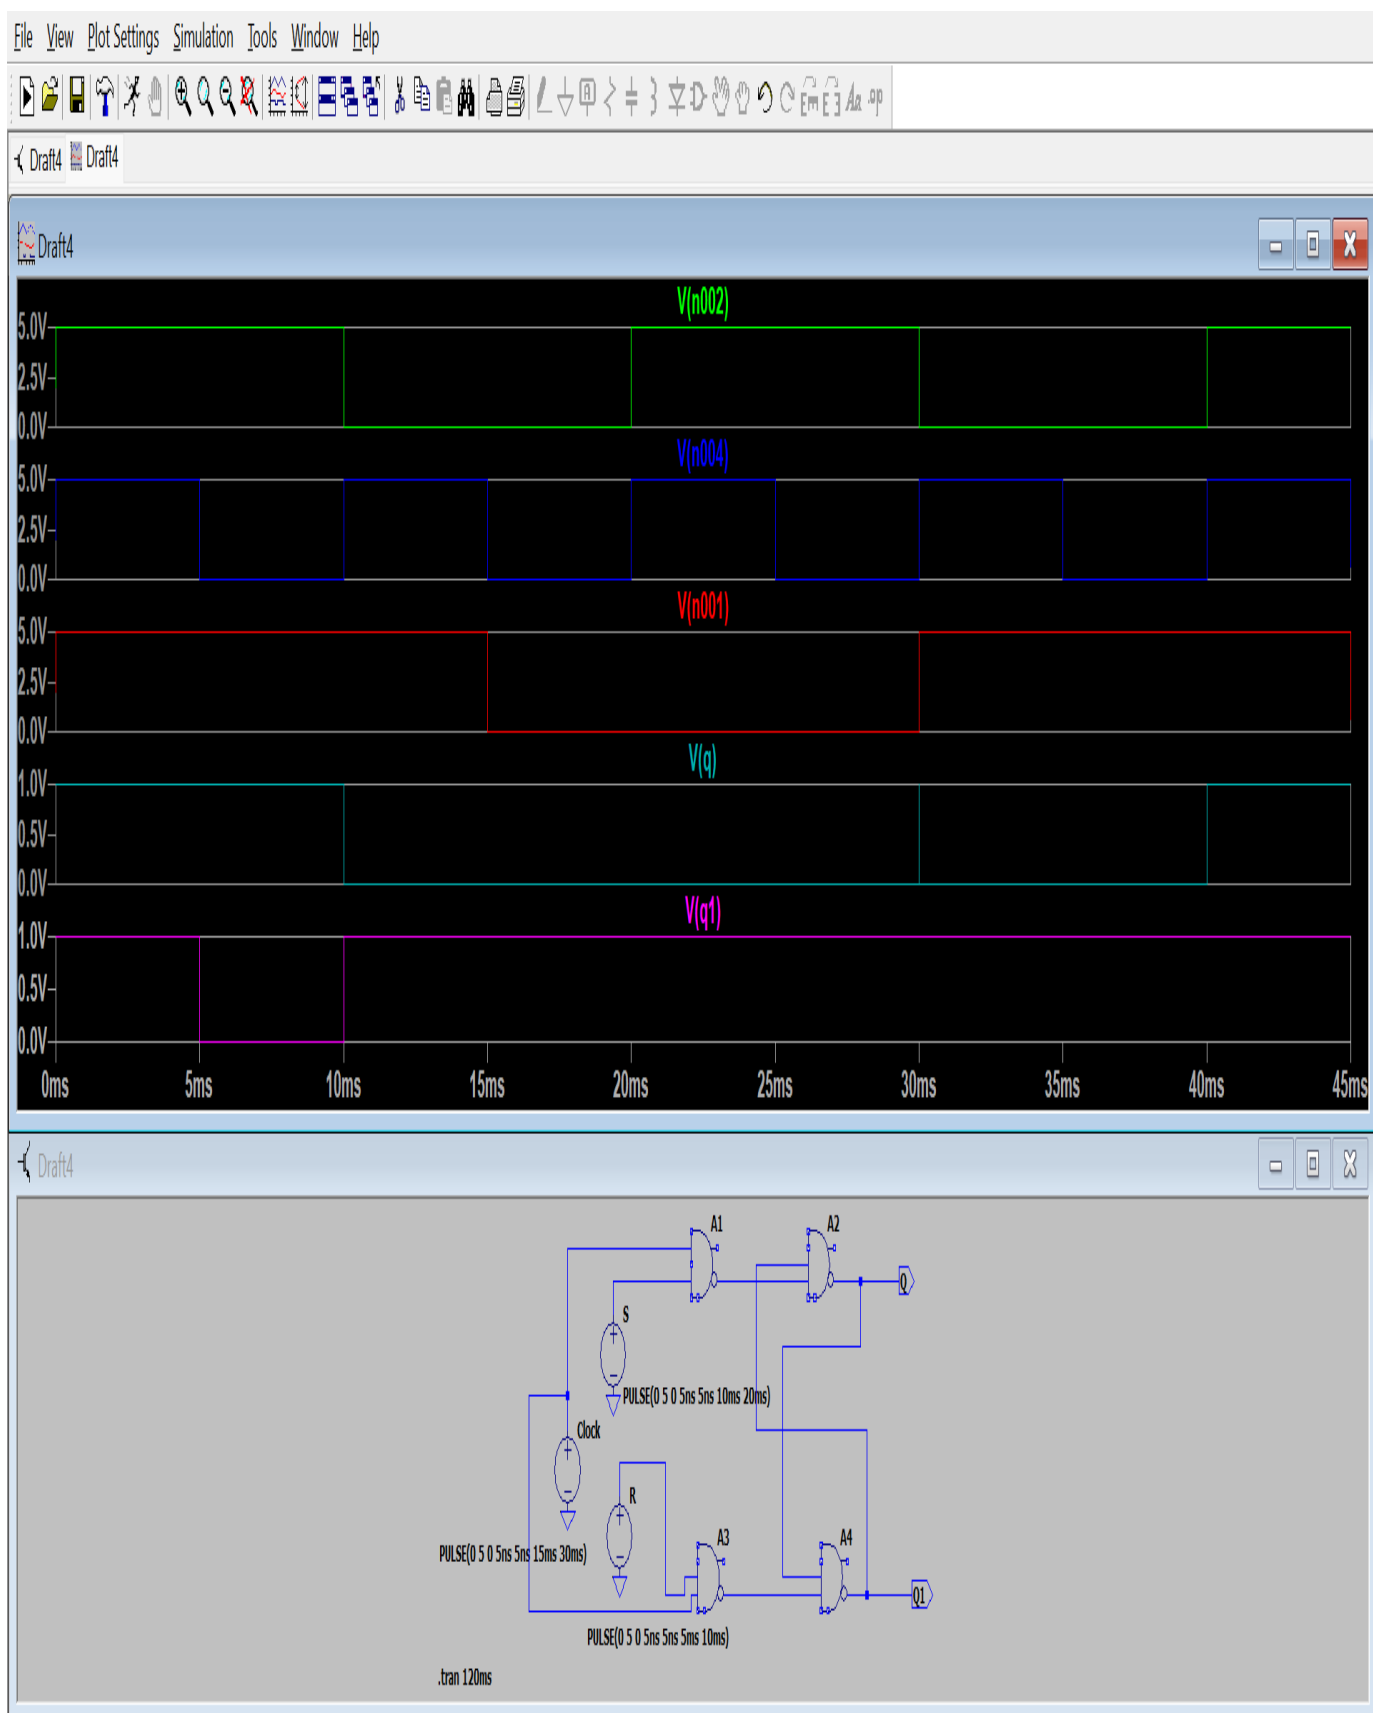 File View Plot Settings Simulation Tools Window Help
Aa .op
Draft4 Draft4
Draft4
V(n002)
5.0V
2.5V
0.0V
V(n004)
5.0V
2.5V
0.0V
V(n001)
5.0V
2.5V
0.0V
V(q)
1.0V
0.5V
0.0V
V(q1)
1.0V
0.5V
0.0V
0ms 5ms 10ms 15ms 20ms 25ms 30ms 35ms 40ms 45ms
Draft4
A1 A2
Q
S
PULSE(0 5 0 5ns 5ns 10ms 20ms)
Clock
R
A3 A4
PULSE(0 5 0 5ns 5ns 15ms 30ms)
Q1
PULSE(0 5 0 5ns 5ns 5ms 10ms)
.tran 120ms